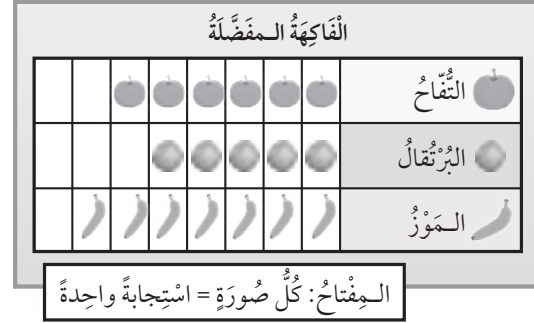 الْفَاكِهَةُ الـمفَضَّلَةُ
التُّفّاحُ
البُرْتُقالُ
الـمَوْزُ
الـمِفْتاحُ: كُلُّ صُورَةٍ = اسْتِجابةً واحِدةً